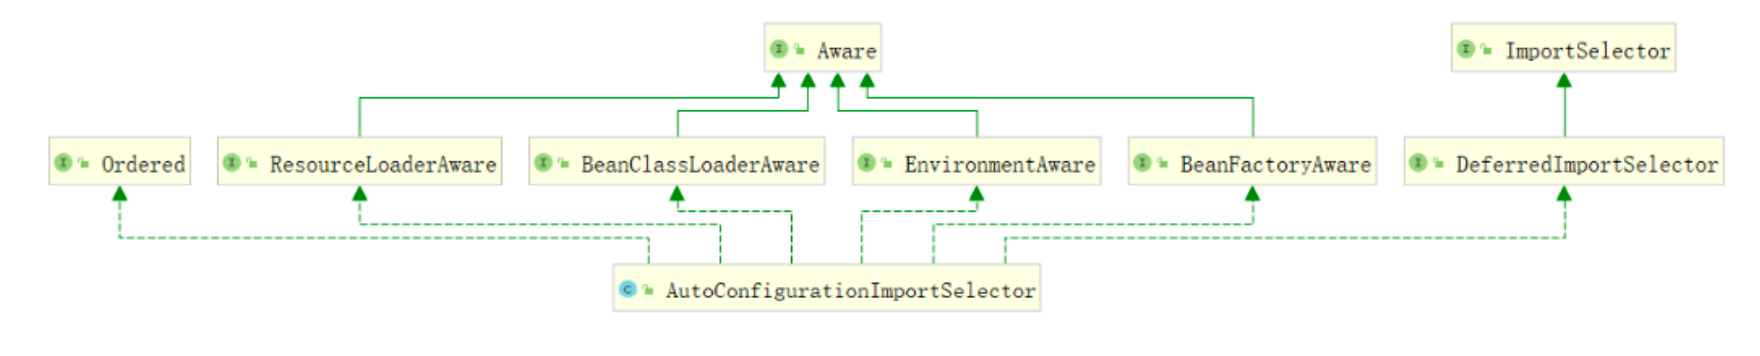 Aware
ImportSelector
Ordered
ResourceLoaderAware
BeanClassLoaderAware
EnvironmentAware
BeanFactoryAware
DeferredImportSelector
AutoConfigurationImportSelector